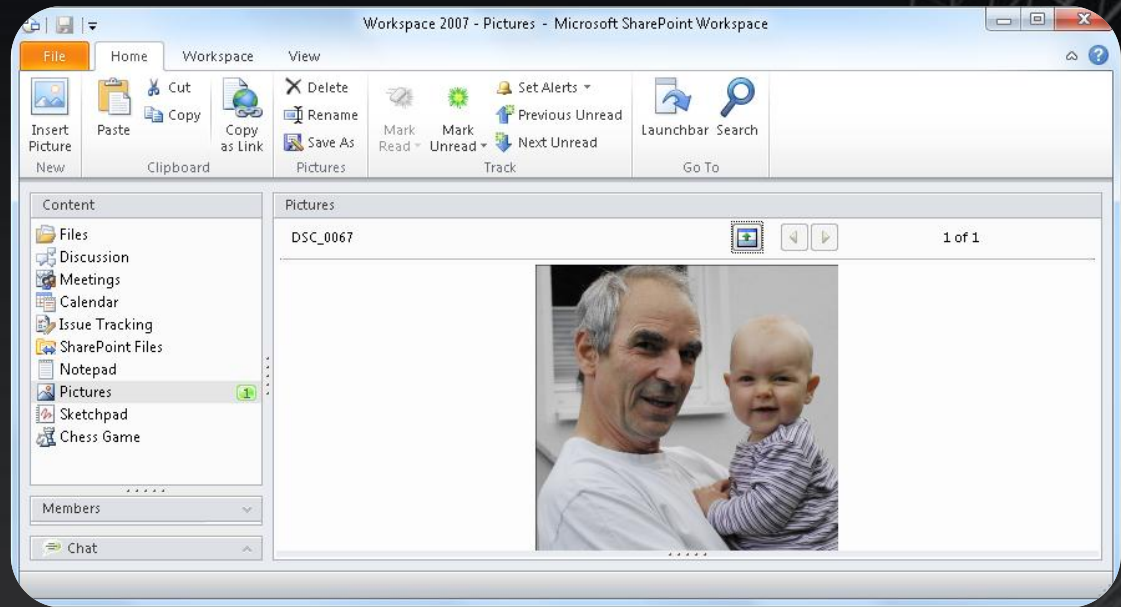 Workspace 2007 - Pictures - Microsoft SharePoint Workspace
File Home Workspace View
Insert Picture
Paste
Cut
Copy
Copy as Link
Delete
Rename
Save As
Mark Read
Mark Unread
Set Alerts
Previous Unread
Next Unread
Launchbar Search
New Clipboard Pictures Track Go To
Content
Files
Discussion
Meetings
Calendar
Issue Tracking
SharePoint Files
Notepad
Pictures 1
Sketchpad
Chess Game
Members
Chat
Pictures
DSC_0067 1 of 1